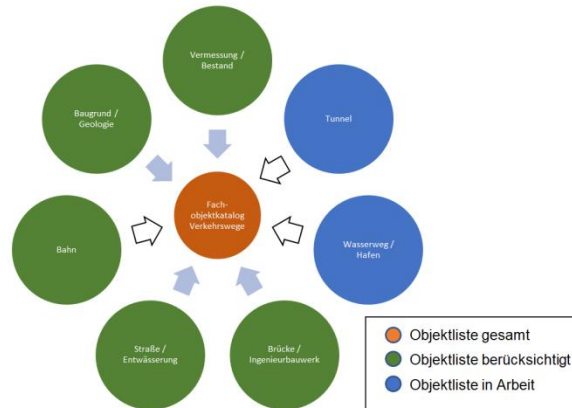 Vermessung /
Bestand
Baugrund /
Geologie
Tunnel
Fach-
objektkatalog
Verkehrswege
Bahn
Wasserweg /
Hafen
Straße /
Entwässerung
Brücke /
Ingenieurbauwerk
Objektliste gesamt
Objektliste berücksichtigt
Objektliste in Arbeit